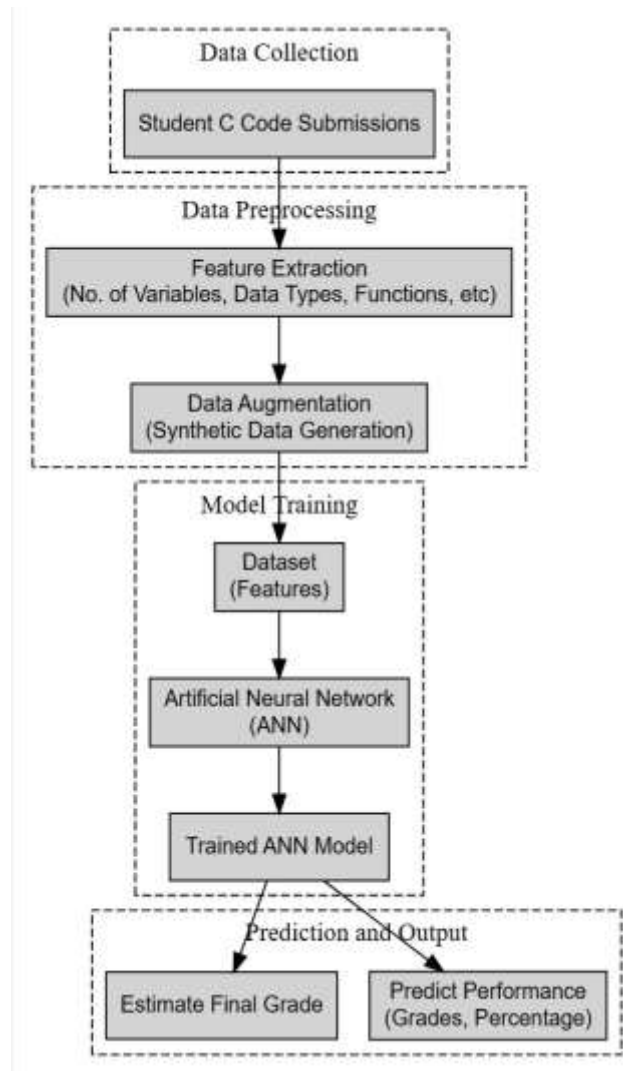 Data Collection
Student C Code Submissions
Data Preprocessing
Feature Extraction
(No. of Variables, Data Types, Functions, etc)
Data Augmentation
(Synthetic Data Generation)
Model Training
Dataset
(Features)
Artificial Neural Network
(ANN)
Trained ANN Model
Prediction and Output
Estimate Final Grade
Predict Performance
(Grades, Percentage)